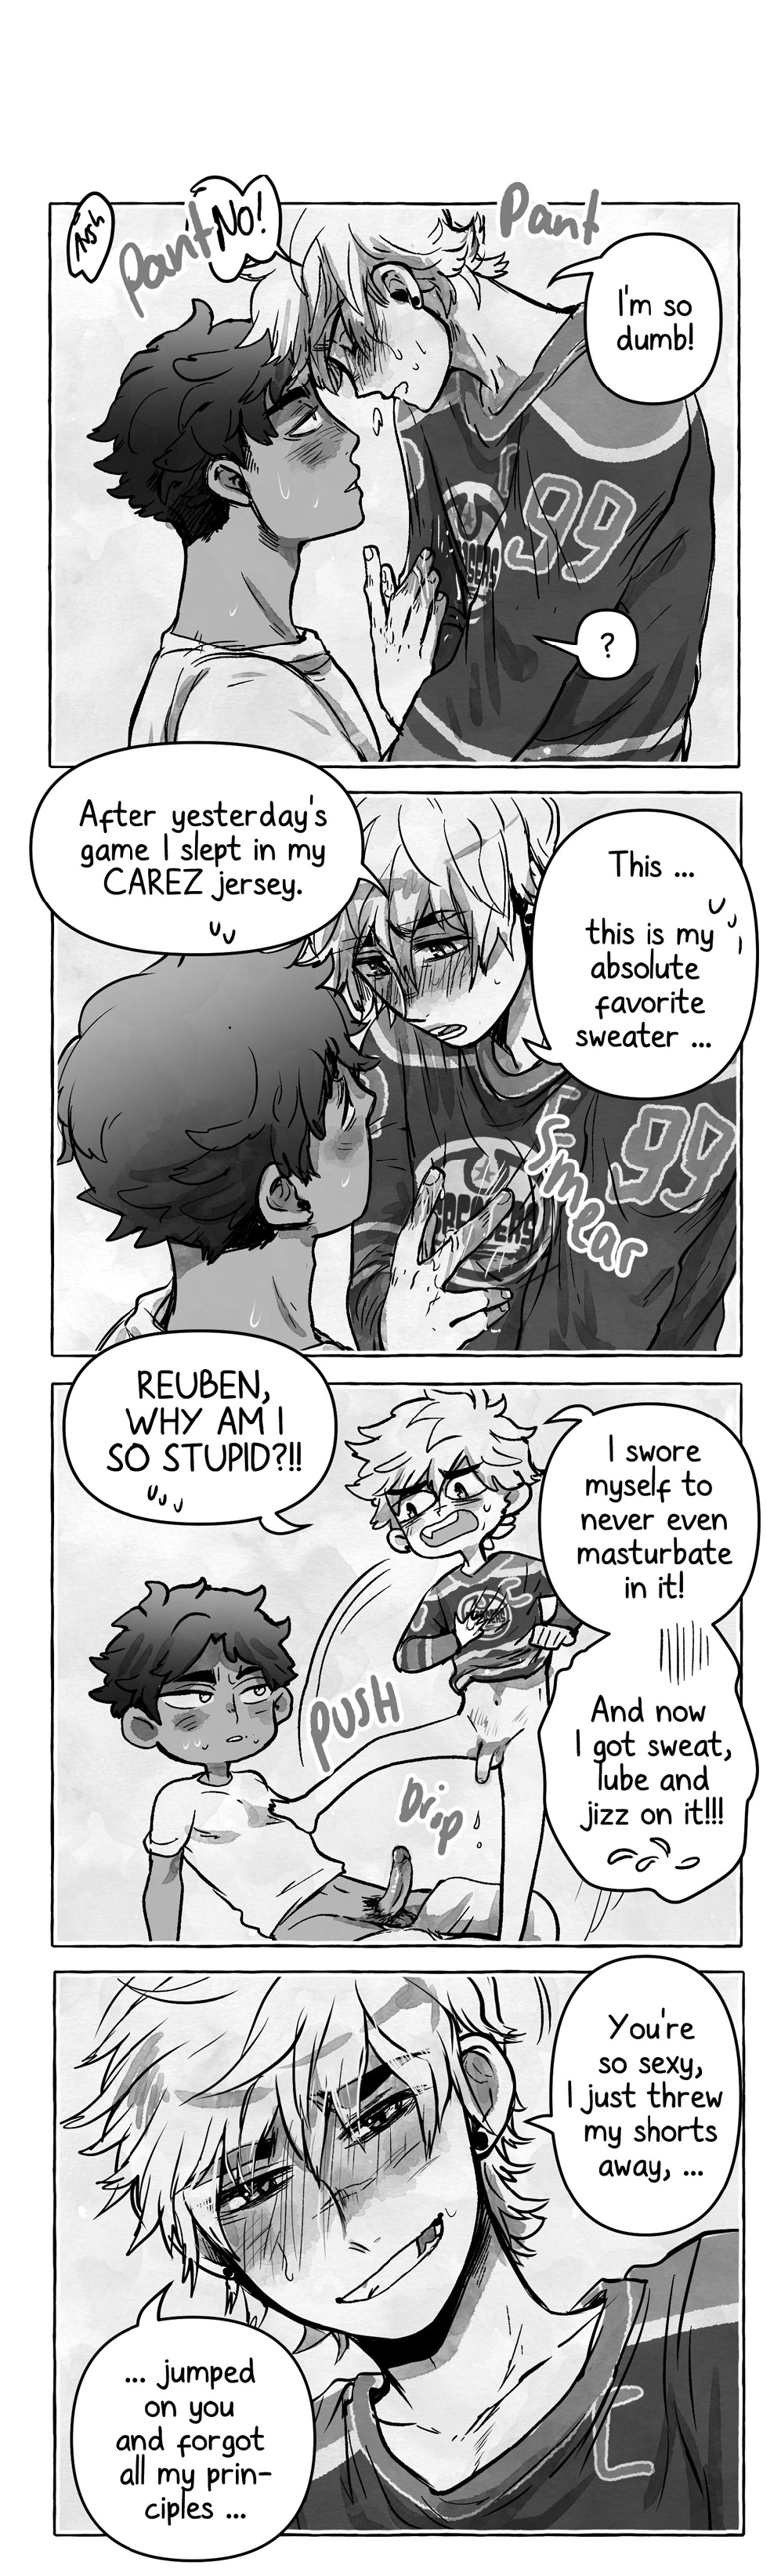 Pant
No!
Pant
I'm so
dumb!
?
99
After yesterday's
game I slept in my
CAREZ jersey.
This ...
this is my
absolute
favorite
sweater ...
Smear
99
REUBEN,
WHY AM I
SO STUPID?!!
I swore
myself to
never even
masturbate
in it!
PUSH
Drip
And now
I got sweat,
lube and
jizz on it!!!
You're
so sexy,
I just threw
my shorts
away, ...
C
... jumped
on you
and forgot
all my prin-
ciples ...